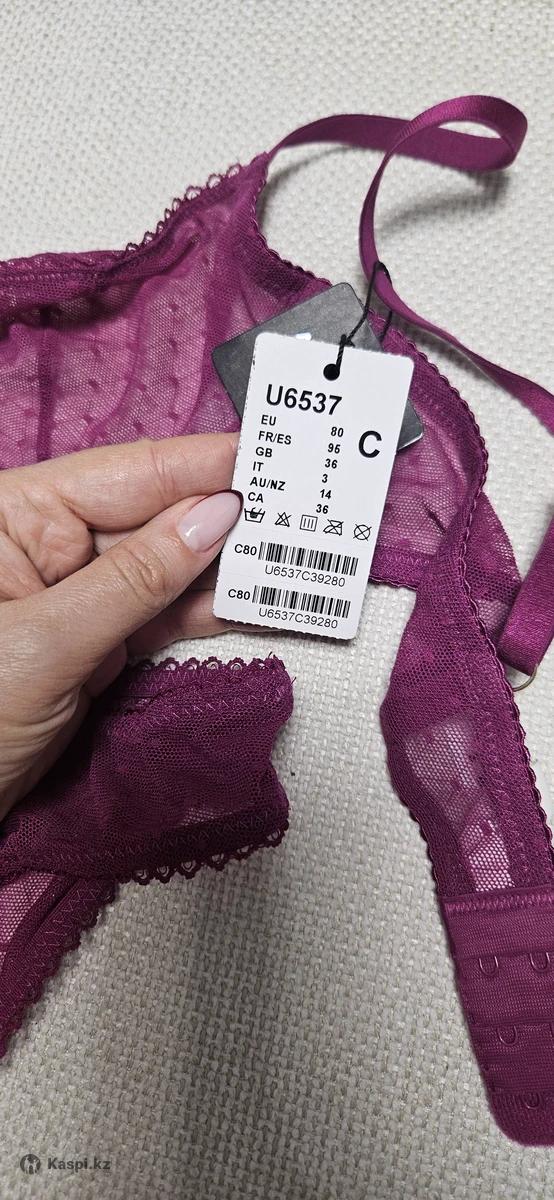 U6537
EU 80 C
FR/ES 95
GB 36
IT 3
AU/NZ 14
CA 36
C80
U6537C39280
C80
U6537C39280
Kaspi.kz